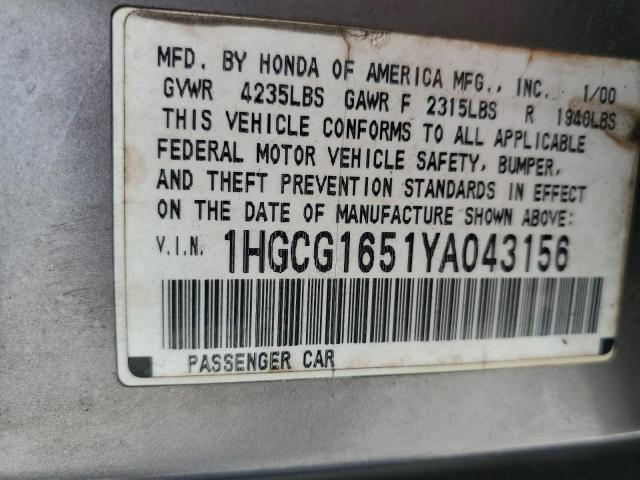 MFD. BY HONDA OF AMERICA MFG., INC. 1/00
GVWR 4235LBS GAWR F 2315LBS R 1940LBS
THIS VEHICLE CONFORMS TO ALL APPLICABLE
FEDERAL MOTOR VEHICLE SAFETY, BUMPER,
AND THEFT PREVENTION STANDARDS IN EFFECT
ON THE DATE OF MANUFACTURE SHOWN ABOVE:
V.I.N. 1HGCG1651YA043156
PASSENGER CAR